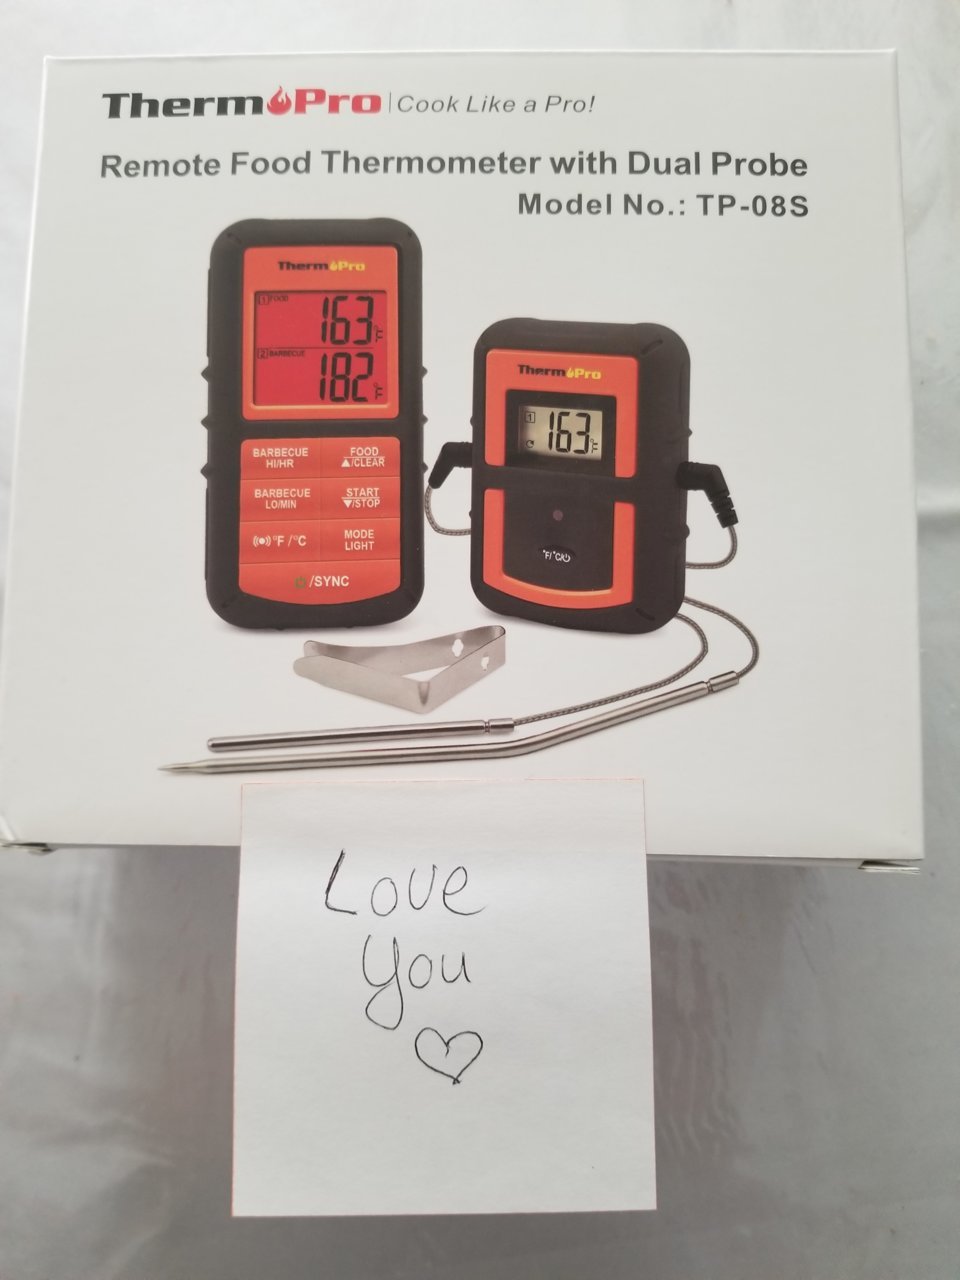 ThermoPro Cook Like a Pro!
Remote Food Thermometer with Dual Probe
Model No.: TP-08S
ThermoPro
1 FOOD
163 °F
2 BARBECUE
182 °F
BARBECUE HI/HR
FOOD ▲/CLEAR
BARBECUE LO/MIN
START ▼/STOP
°F /°C
MODE LIGHT
/SYNC
ThermoPro
1
163 °F
°F/°C/
Love
You